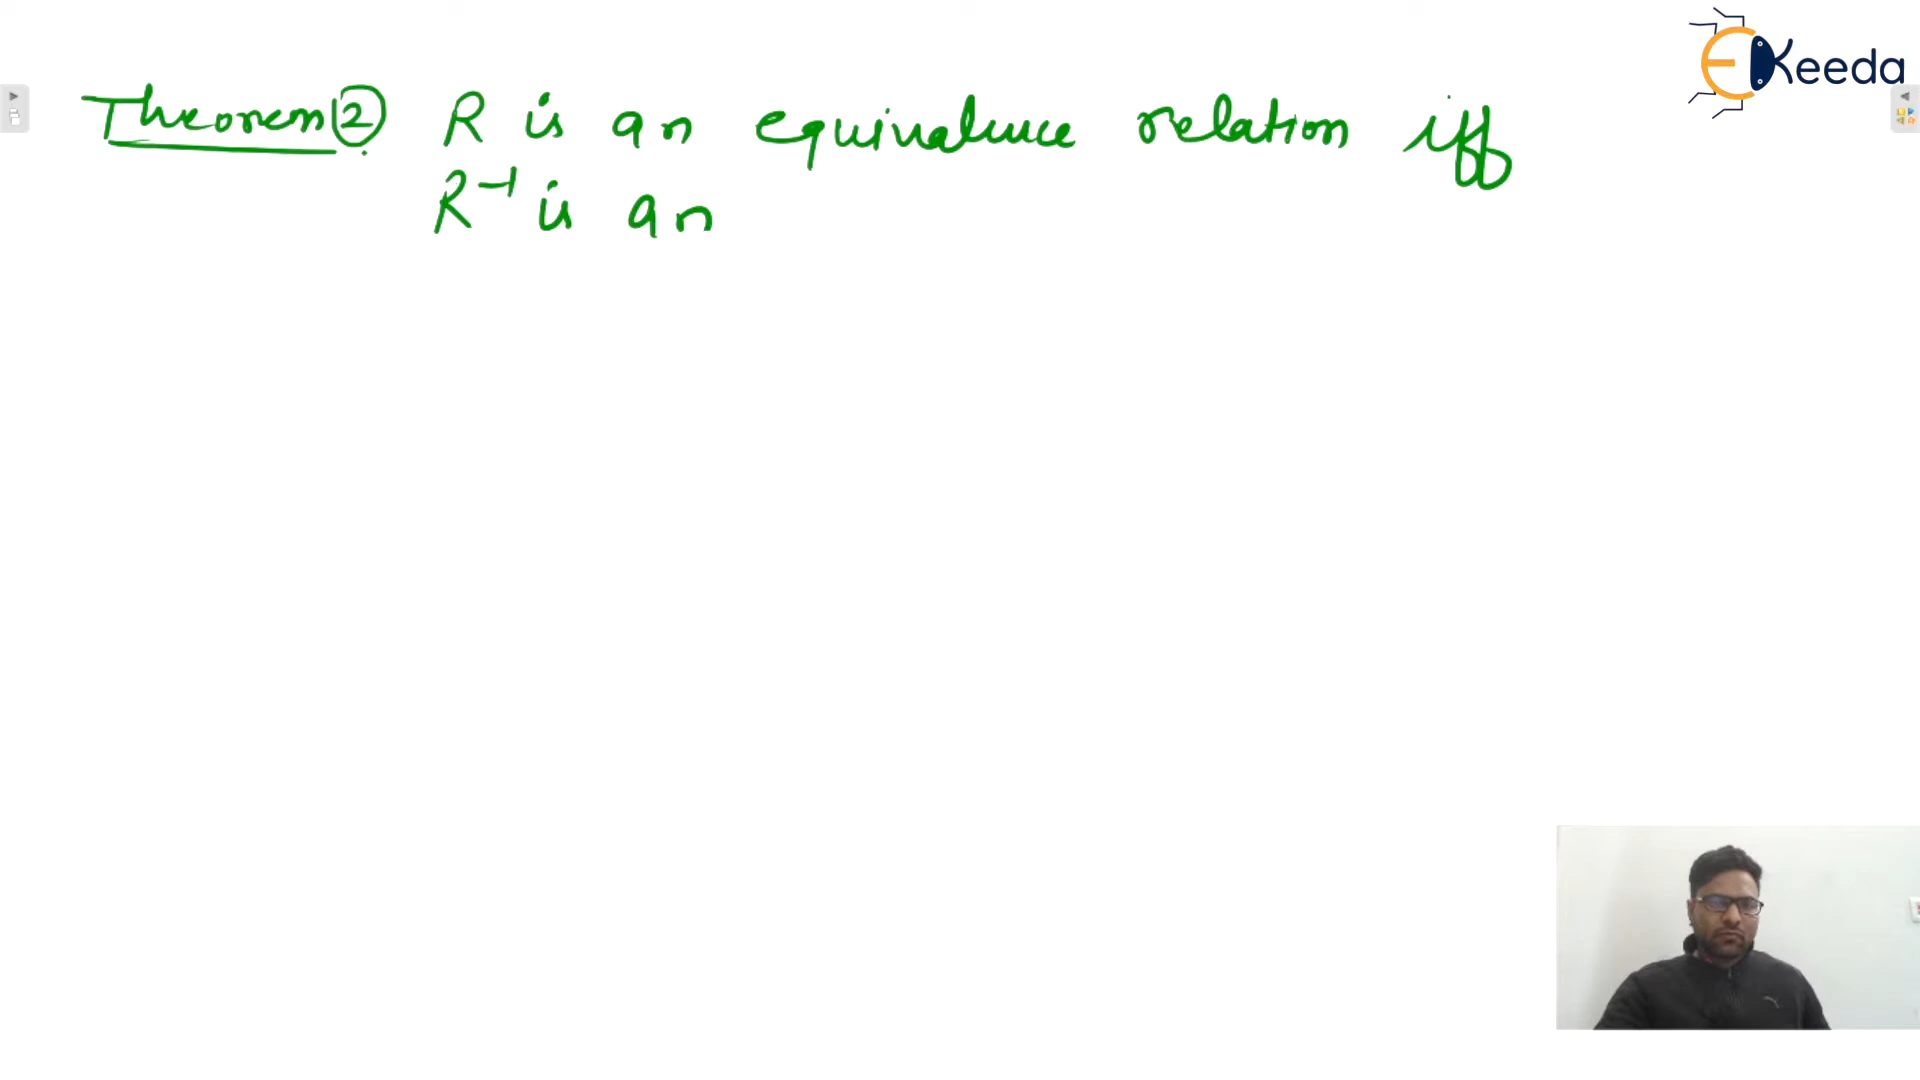 EKeeda
Theorem ② R is an equivalence relation iff
R⁻¹ is an